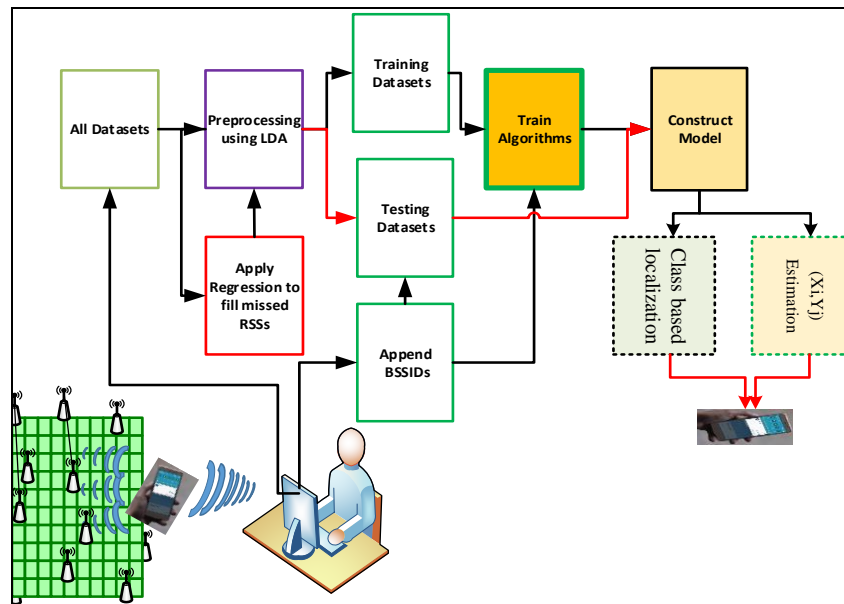 All Datasets
Preprocessing
using LDA
Training
Datasets
Train
Algorithms
Construct
Model
Testing
Datasets
Apply
Regression to
fill missed
RSSs
Append
BSSIDs
Class based
localization
(Xi,Yj)
Estimation